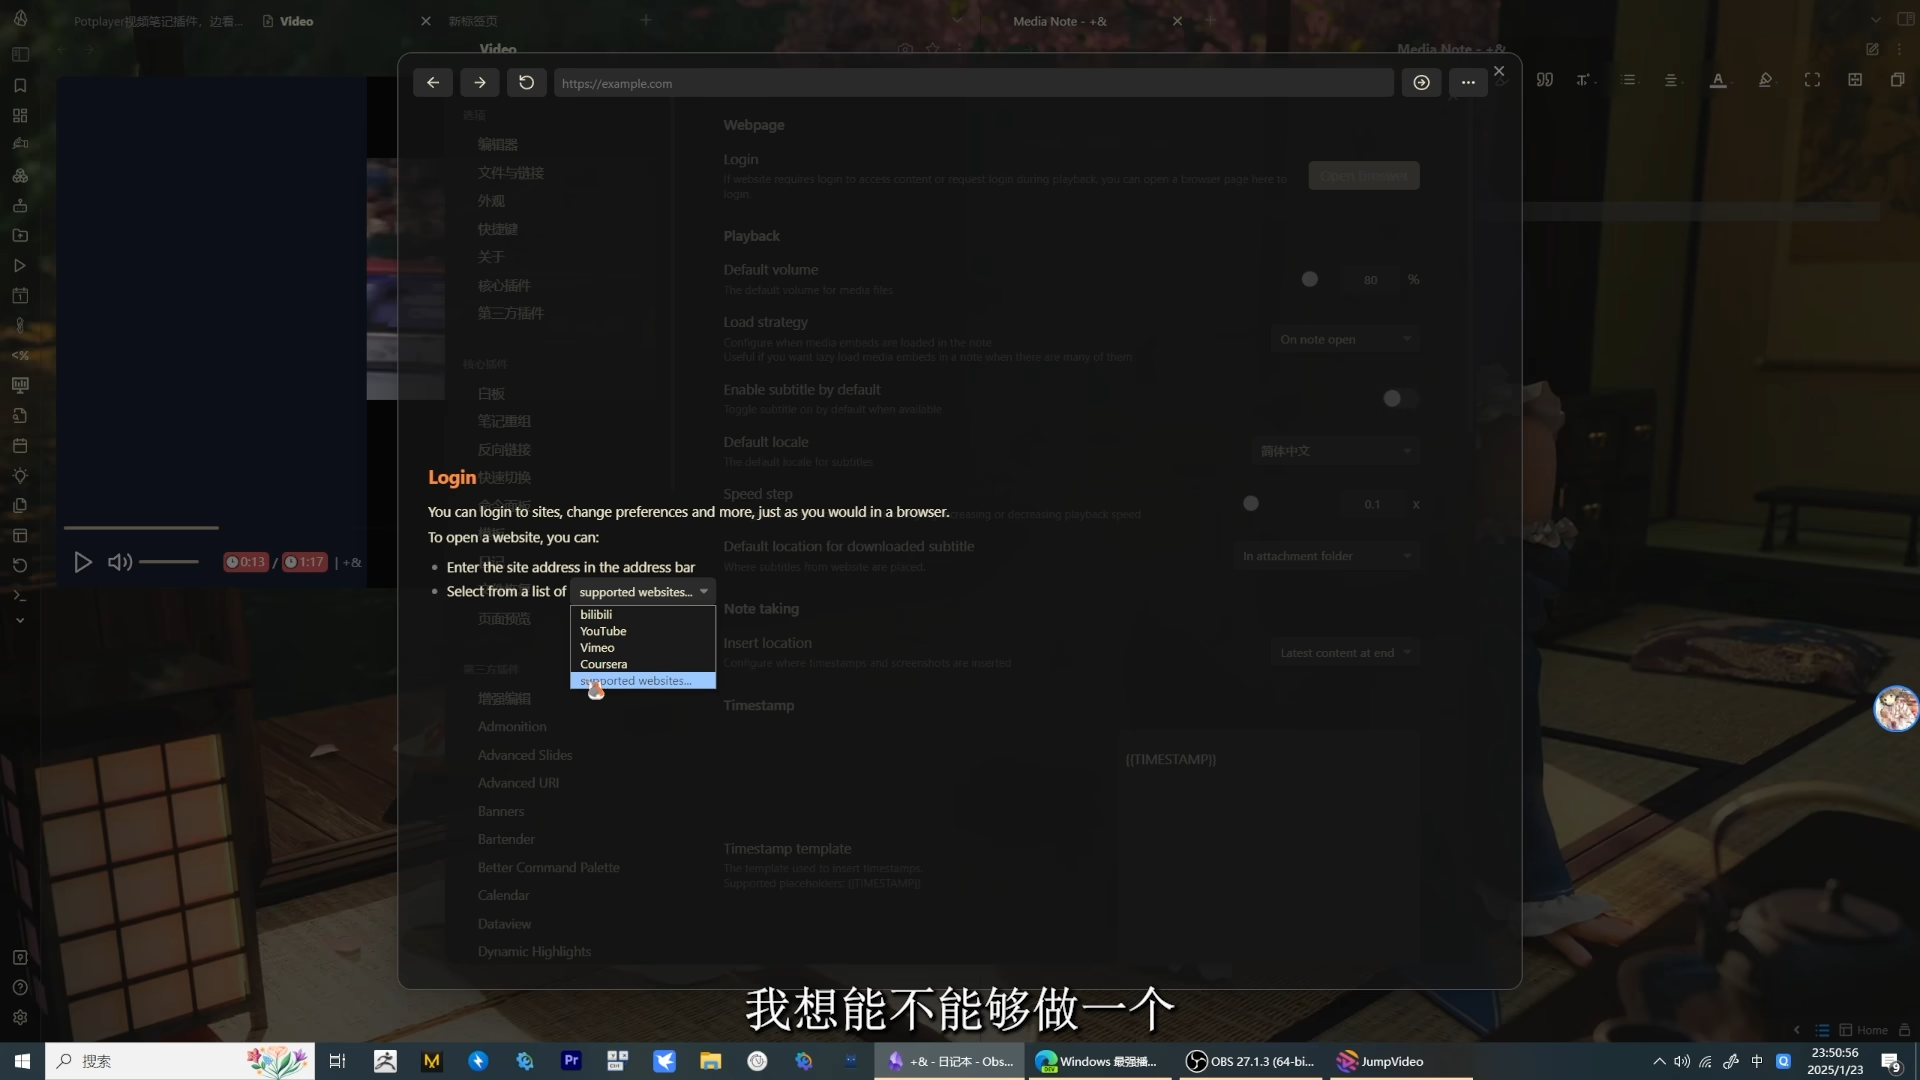 Potplayer视频笔记插件，边看...
Video
新标签页
Media Note - +&
Video
Media Note - +&
https://example.com
选项
编辑器
文件与链接
外观
快捷键
关于
核心插件
第三方插件
核心插件
白板
笔记重组
反向链接
快速切换
命令面板
模板
日记
页面预览
第三方插件
增强编辑
Admonition
Advanced Slides
Advanced URI
Banners
Bartender
Better Command Palette
Calendar
Dataview
Dynamic Highlights
Webpage
Login
If website requires login to access content or request login during playback, you can open a browser page here to
login.
Open browser
Playback
Default volume
The default volume for media files
80 %
Load strategy
Configure when media embeds are loaded in the note
Useful if you want lazy load media embeds in a note when there are many of them
On note open
Enable subtitle by default
Toggle subtitle on by default when available
Default locale
The default locale for subtitles
简体中文
Speed step
creasing or decreasing playback speed
0.1 x
Default location for downloaded subtitle
Where subtitles from website are placed.
In attachment folder
Note taking
Insert location
Configure where timestamps and screenshots are inserted
Latest content at end
Timestamp
{{TIMESTAMP}}
Timestamp template
The template used to insert timestamps.
Supported placeholders: {{TIMESTAMP}}
Login
You can login to sites, change preferences and more, just as you would in a browser.
To open a website, you can:
Enter the site address in the address bar
Select from a list of supported websites...
bilibili
YouTube
Vimeo
Coursera
supported websites...
0:13 / 1:17 | +&
我想能不能够做一个
Home
搜索
Pr
+& - 日记本 - Obs...
Windows 最强播...
OBS 27.1.3 (64-bi...
JumpVideo
中
23:50:56
2025/1/23
9